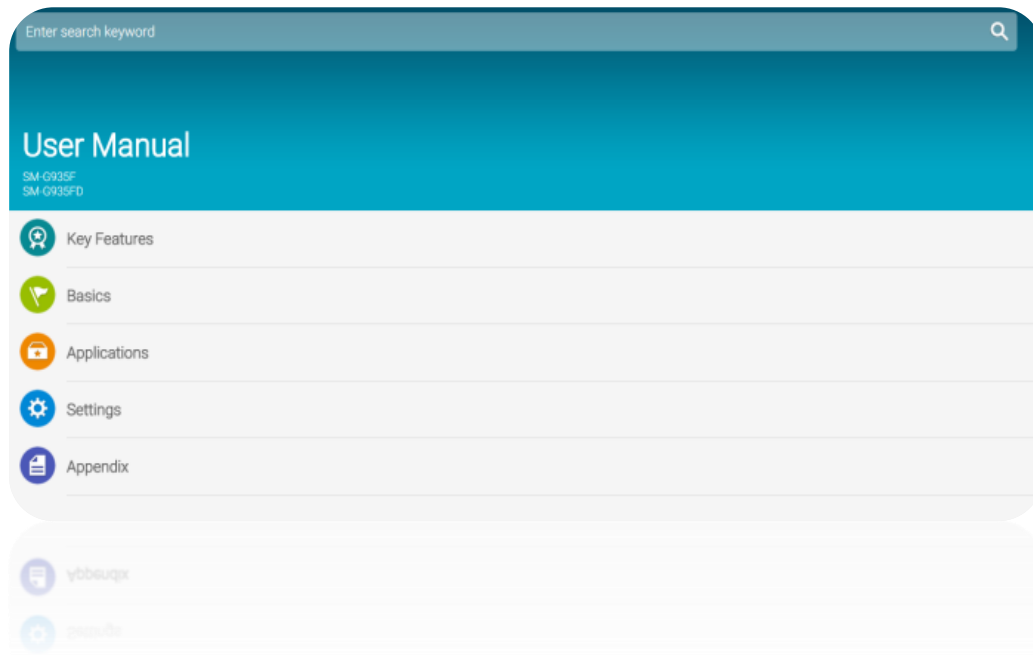 Enter search keyword
User Manual
SM-G935F
SM-G935FD
Key Features
Basics
Applications
Settings
Appendix